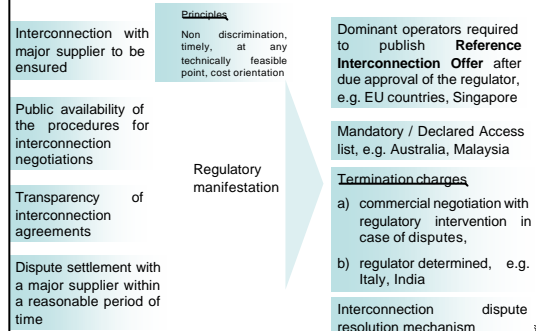 Interconnection with
major supplier to be
ensured
Principles
Non discrimination,
timely, at any
technically feasible
point, cost orientation
Public availability of
the procedures for
interconnection
negotiations
Transparency of
interconnection
agreements
Dispute settlement with
a major supplier within
a reasonable period of
time
Regulatory
manifestation
Dominant operators required
to publish Reference
Interconnection Offer after
due approval of the regulator,
e.g. EU countries, Singapore
Mandatory / Declared Access
list, e.g. Australia, Malaysia
Termination charges
a) commercial negotiation with
regulatory intervention in
case of disputes,
b) regulator determined, e.g.
Italy, India
Interconnection dispute
resolution mechanism